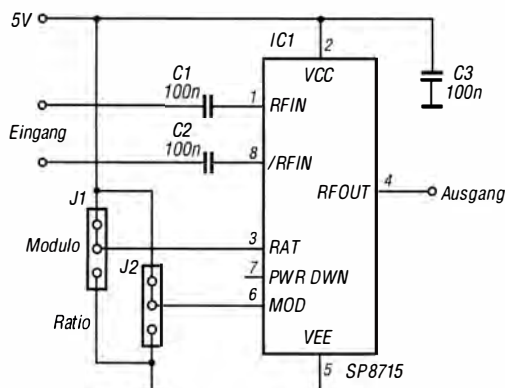 5V
IC1
2
VCC
C1
100n
1
RFIN
C3
100n
Eingang
C2
100n
8
/RFIN
RFOUT
4
Ausgang
J1
Modulo
3
RAT
J2
7
PWR DWN
6
MOD
Ratio
VEE
5
SP8715